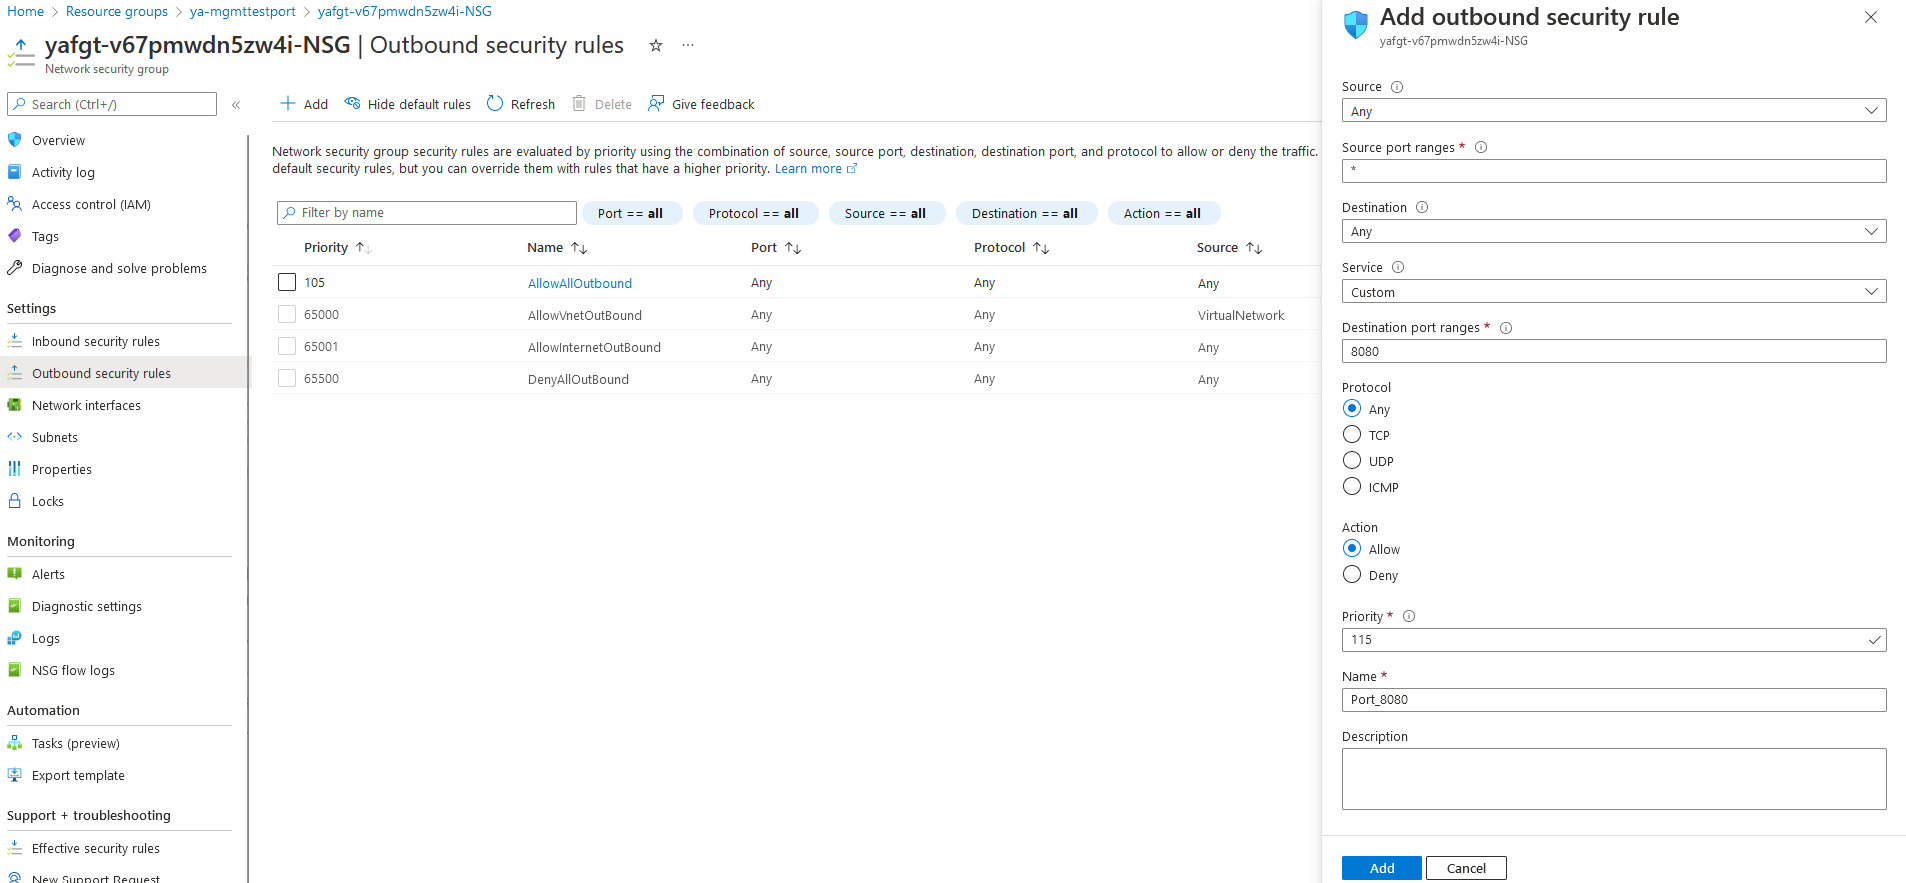 Home > Resource groups > ya-mgmttestport > yafgt-v67pmwdn5zw4i-NSG
yafgt-v67pmwdn5zw4i-NSG | Outbound security rules
Network security group
Search (Ctrl+/)
Overview
Activity log
Access control (IAM)
Tags
Diagnose and solve problems
Settings
Inbound security rules
Outbound security rules
Network interfaces
Subnets
Properties
Locks
Monitoring
Alerts
Diagnostic settings
Logs
NSG flow logs
Automation
Tasks (preview)
Export template
Support + troubleshooting
Effective security rules
New Support Request
Add Hide default rules Refresh Delete Give feedback
Network security group security rules are evaluated by priority using the combination of source, source port, destination, destination port, and protocol to allow or deny the traffic.
default security rules, but you can override them with rules that have a higher priority. Learn more
Filter by name Port == all Protocol == all Source == all Destination == all Action == all
Priority Name Port Protocol Source
105 AllowAllOutbound Any Any Any
65000 AllowVnetOutBound Any Any VirtualNetwork
65001 AllowInternetOutBound Any Any Any
65500 DenyAllOutBound Any Any Any
Add outbound security rule
yafgt-v67pmwdn5zw4i-NSG
Source
Any
Source port ranges *
*
Destination
Any
Service
Custom
Destination port ranges *
8080
Protocol
Any
TCP
UDP
ICMP
Action
Allow
Deny
Priority *
115
Name *
Port_8080
Description
Add Cancel